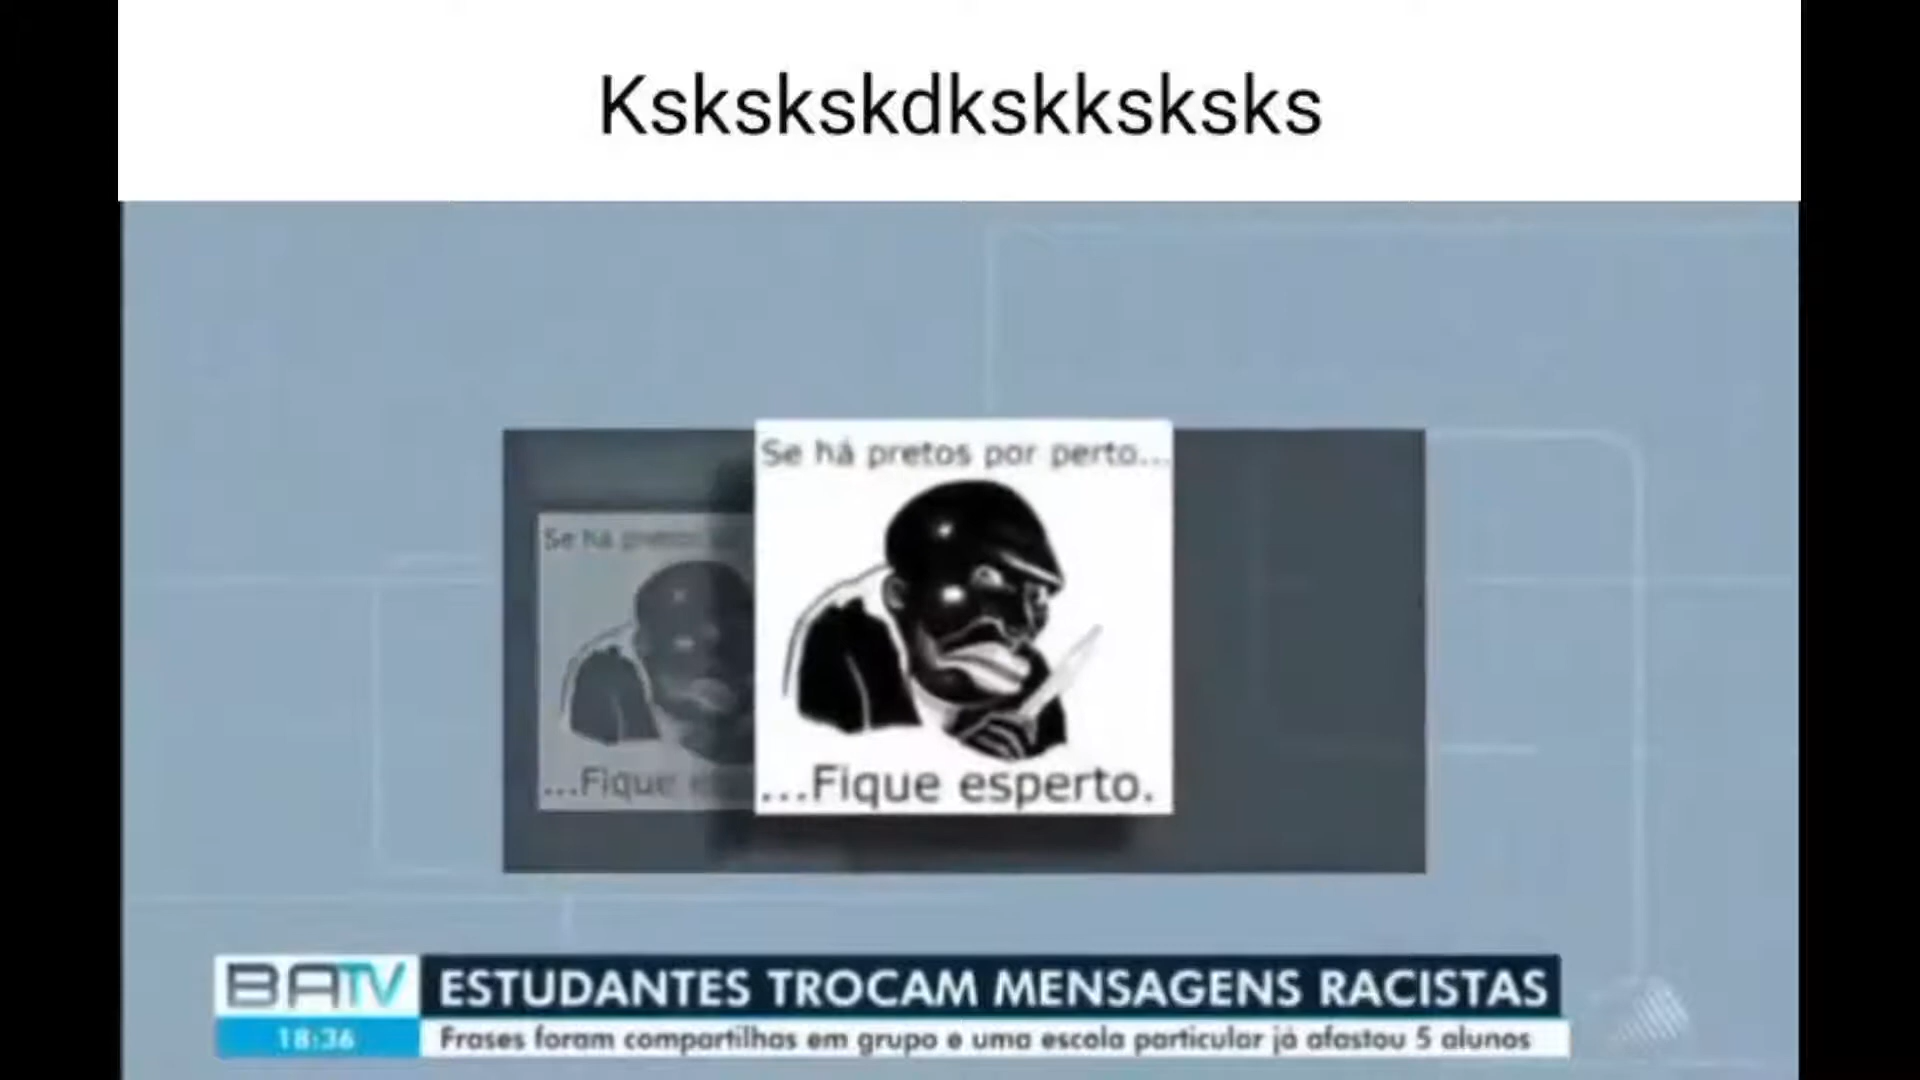 Kskskskdkskksksks
Se há pretos por perto...
Se há pretos
...Fique esperto.
...Fique
BATV
ESTUDANTES TROCAM MENSAGENS RACISTAS
18:36
Frases foram compartilhas em grupo e uma escola particular já afastou 5 alunos